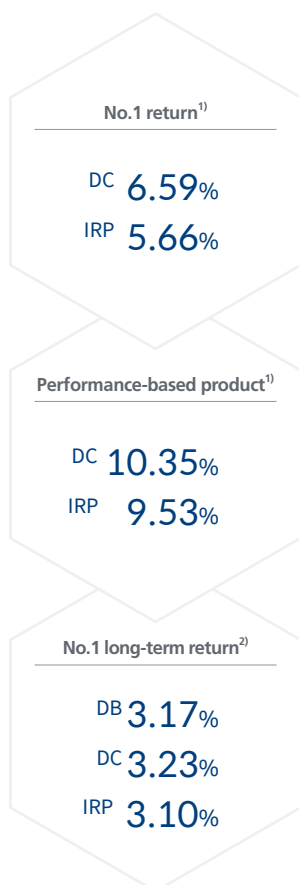 No.1 return1)
DC 6.59%
IRP 5.66%
Performance-based product1)
DC 10.35%
IRP 9.53%
No.1 long-term return2)
DB 3.17%
DC 3.23%
IRP 3.10%